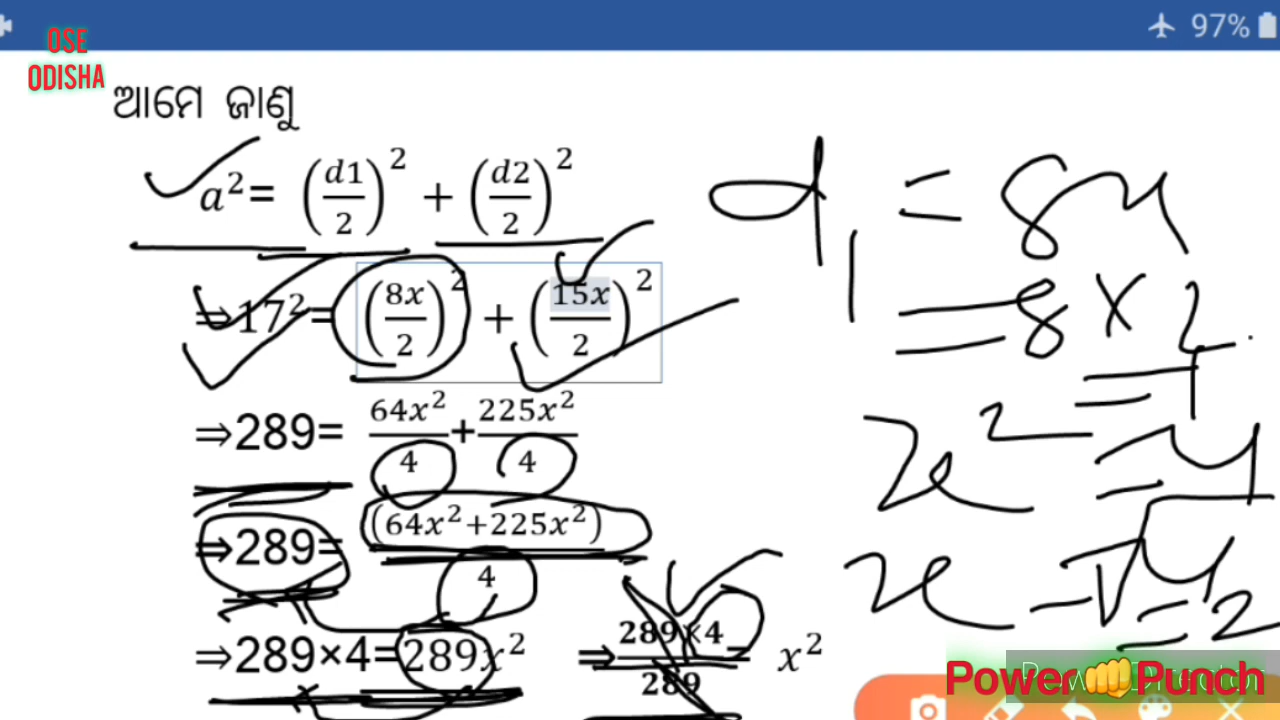 97%
OSE
ODISHA
ଆମେ ଜାଣୁ
a² = (d1/2)² + (d2/2)²
⇒17² = (8x/2)² + (15x/2)²
⇒289= 64x²/4 + 225x²/4
⇒289= (64x²+225x²)/4
⇒289×4=289x² ⇒ 289×4/289 = x²
d₁ = 8x
= 8 × 2
=
x² = 4
x = √4
= 2
Power👊Punch